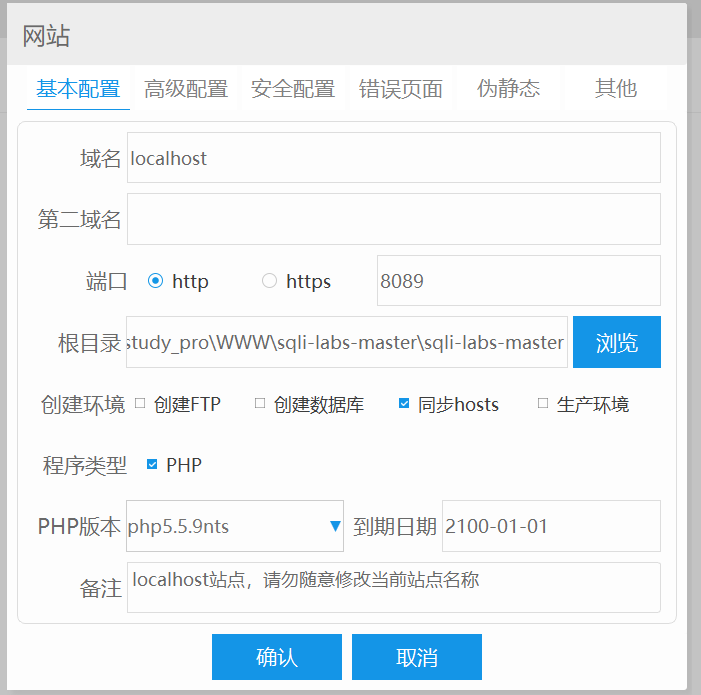 网站
基本配置 高级配置 安全配置 错误页面 伪静态 其他
域名 localhost
第二域名
端口 http https 8089
根目录 study_pro\WWW\sqli-labs-master\sqli-labs-master 浏览
创建环境 创建FTP 创建数据库 同步hosts 生产环境
程序类型 PHP
PHP版本 php5.5.9nts 到期日期 2100-01-01
备注 localhost站点，请勿随意修改当前站点名称
确认 取消